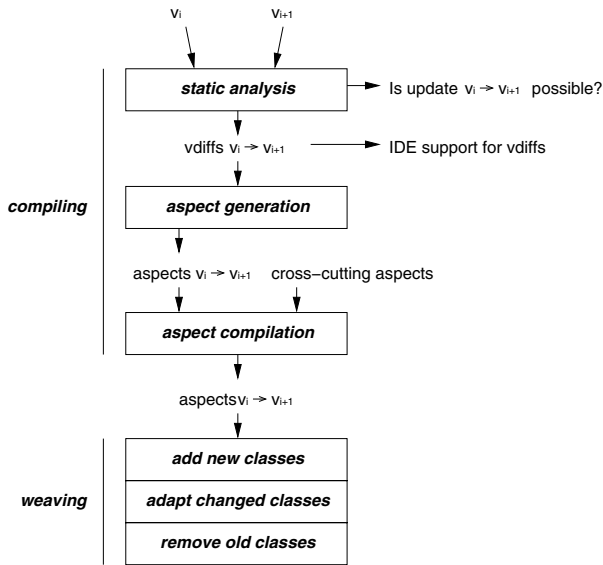 vi vi+1
static analysis Is update vi → vi+1 possible?
vdiffs vi → vi+1 IDE support for vdiffs
compiling aspect generation
aspects vi → vi+1 cross−cutting aspects
aspect compilation
aspects vi → vi+1
add new classes
weaving adapt changed classes
remove old classes